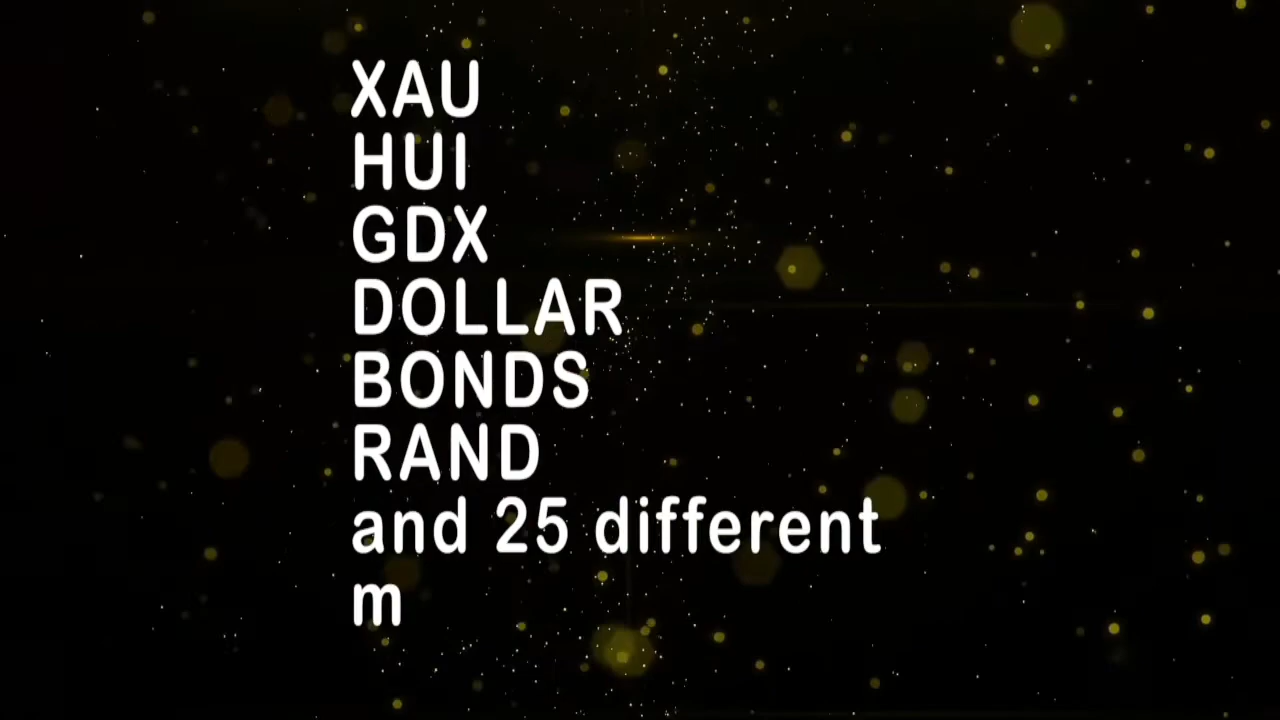 XAU
HUI
GDX
DOLLAR
BONDS
RAND
and 25 different
m